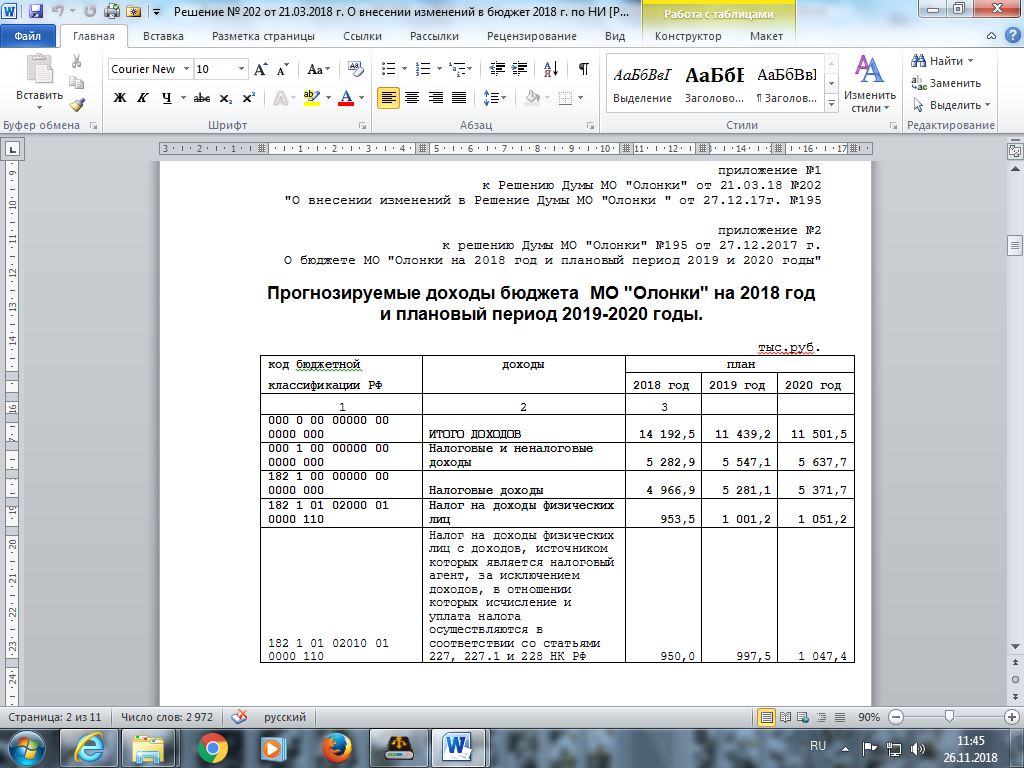 Решение № 202 от 21.03.2018 г. О внесении изменений в бюджет 2018 г. по НИ [Р...
Работа с таблицами
Файл Главная Вставка Разметка страницы Ссылки Рассылки Рецензирование Вид Конструктор Макет
Вставить
Courier New 10
Ж К Ч abc x₂ x²
АаБбВвГ АаБбВ АаБбВвІ
Выделение Заголово... ¶ Заголов...
Изменить стили
Найти
Заменить
Выделить
Буфер обмена Шрифт Абзац Стили Редактирование
приложение №1
к Решению Думы МО "Олонки" от 21.03.18 №202
"О внесении изменений в Решение Думы МО "Олонки " от 27.12.17г. №195
приложение №2
к решению Думы МО "Олонки" №195 от 27.12.2017 г.
О бюджете МО "Олонки на 2018 год и плановый период 2019 и 2020 годы"
Прогнозируемые доходы бюджета МО "Олонки" на 2018 год
и плановый период 2019-2020 годы.
тыс.руб.
код бюджетной доходы план
классификации РФ 2018 год 2019 год 2020 год
1 2 3
000 0 00 00000 00
0000 000 ИТОГО ДОХОДОВ 14 192,5 11 439,2 11 501,5
000 1 00 00000 00 Налоговые и неналоговые
0000 000 доходы 5 282,9 5 547,1 5 637,7
182 1 00 00000 00
0000 000 Налоговые доходы 4 966,9 5 281,1 5 371,7
182 1 01 02000 01 Налог на доходы физических
0000 110 лиц 953,5 1 001,2 1 051,2
Налог на доходы физических
лиц с доходов, источником
которых является налоговый
агент, за исключением
доходов, в отношении
которых исчисление и
уплата налога
осуществляются в
182 1 01 02010 01 соответствии со статьями
0000 110 227, 227.1 и 228 НК РФ 950,0 997,5 1 047,4
Страница: 2 из 11 Число слов: 2 972 русский 90%
RU 11:45
26.11.2018